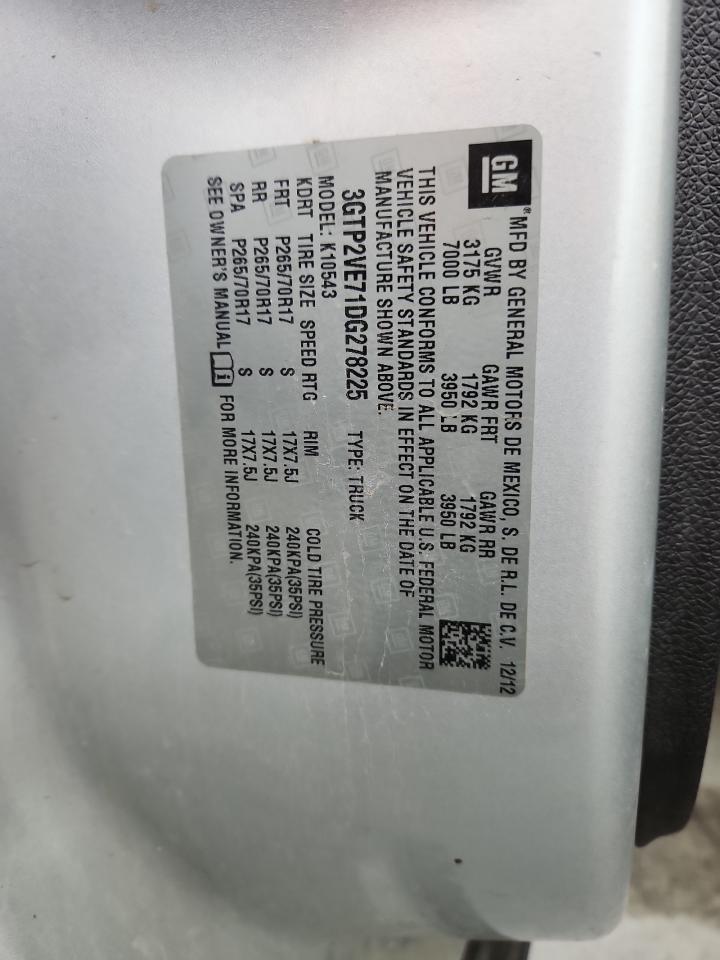 GM
® MFD BY GENERAL MOTORS DE MEXICO, S. DE R.L. DE C.V. 12/12
GVWR GAWR FRT GAWR RR
3175 KG 1792 KG 1792 KG
7000 LB 3950 LB 3950 LB
THIS VEHICLE CONFORMS TO ALL APPLICABLE U.S. FEDERAL MOTOR
VEHICLE SAFETY STANDARDS IN EFFECT ON THE DATE OF
MANUFACTURE SHOWN ABOVE.
3GTP2VE71DG278225 TYPE: TRUCK
MODEL: K10543
KDRT TIRE SIZE SPEED RTG RIM COLD TIRE PRESSURE
FRT P265/70R17 S 17X7.5J 240KPA(35PSI)
RR P265/70R17 S 17X7.5J 240KPA(35PSI)
SPA P265/70R17 S 17X7.5J 240KPA(35PSI)
SEE OWNER'S MANUAL FOR MORE INFORMATION.